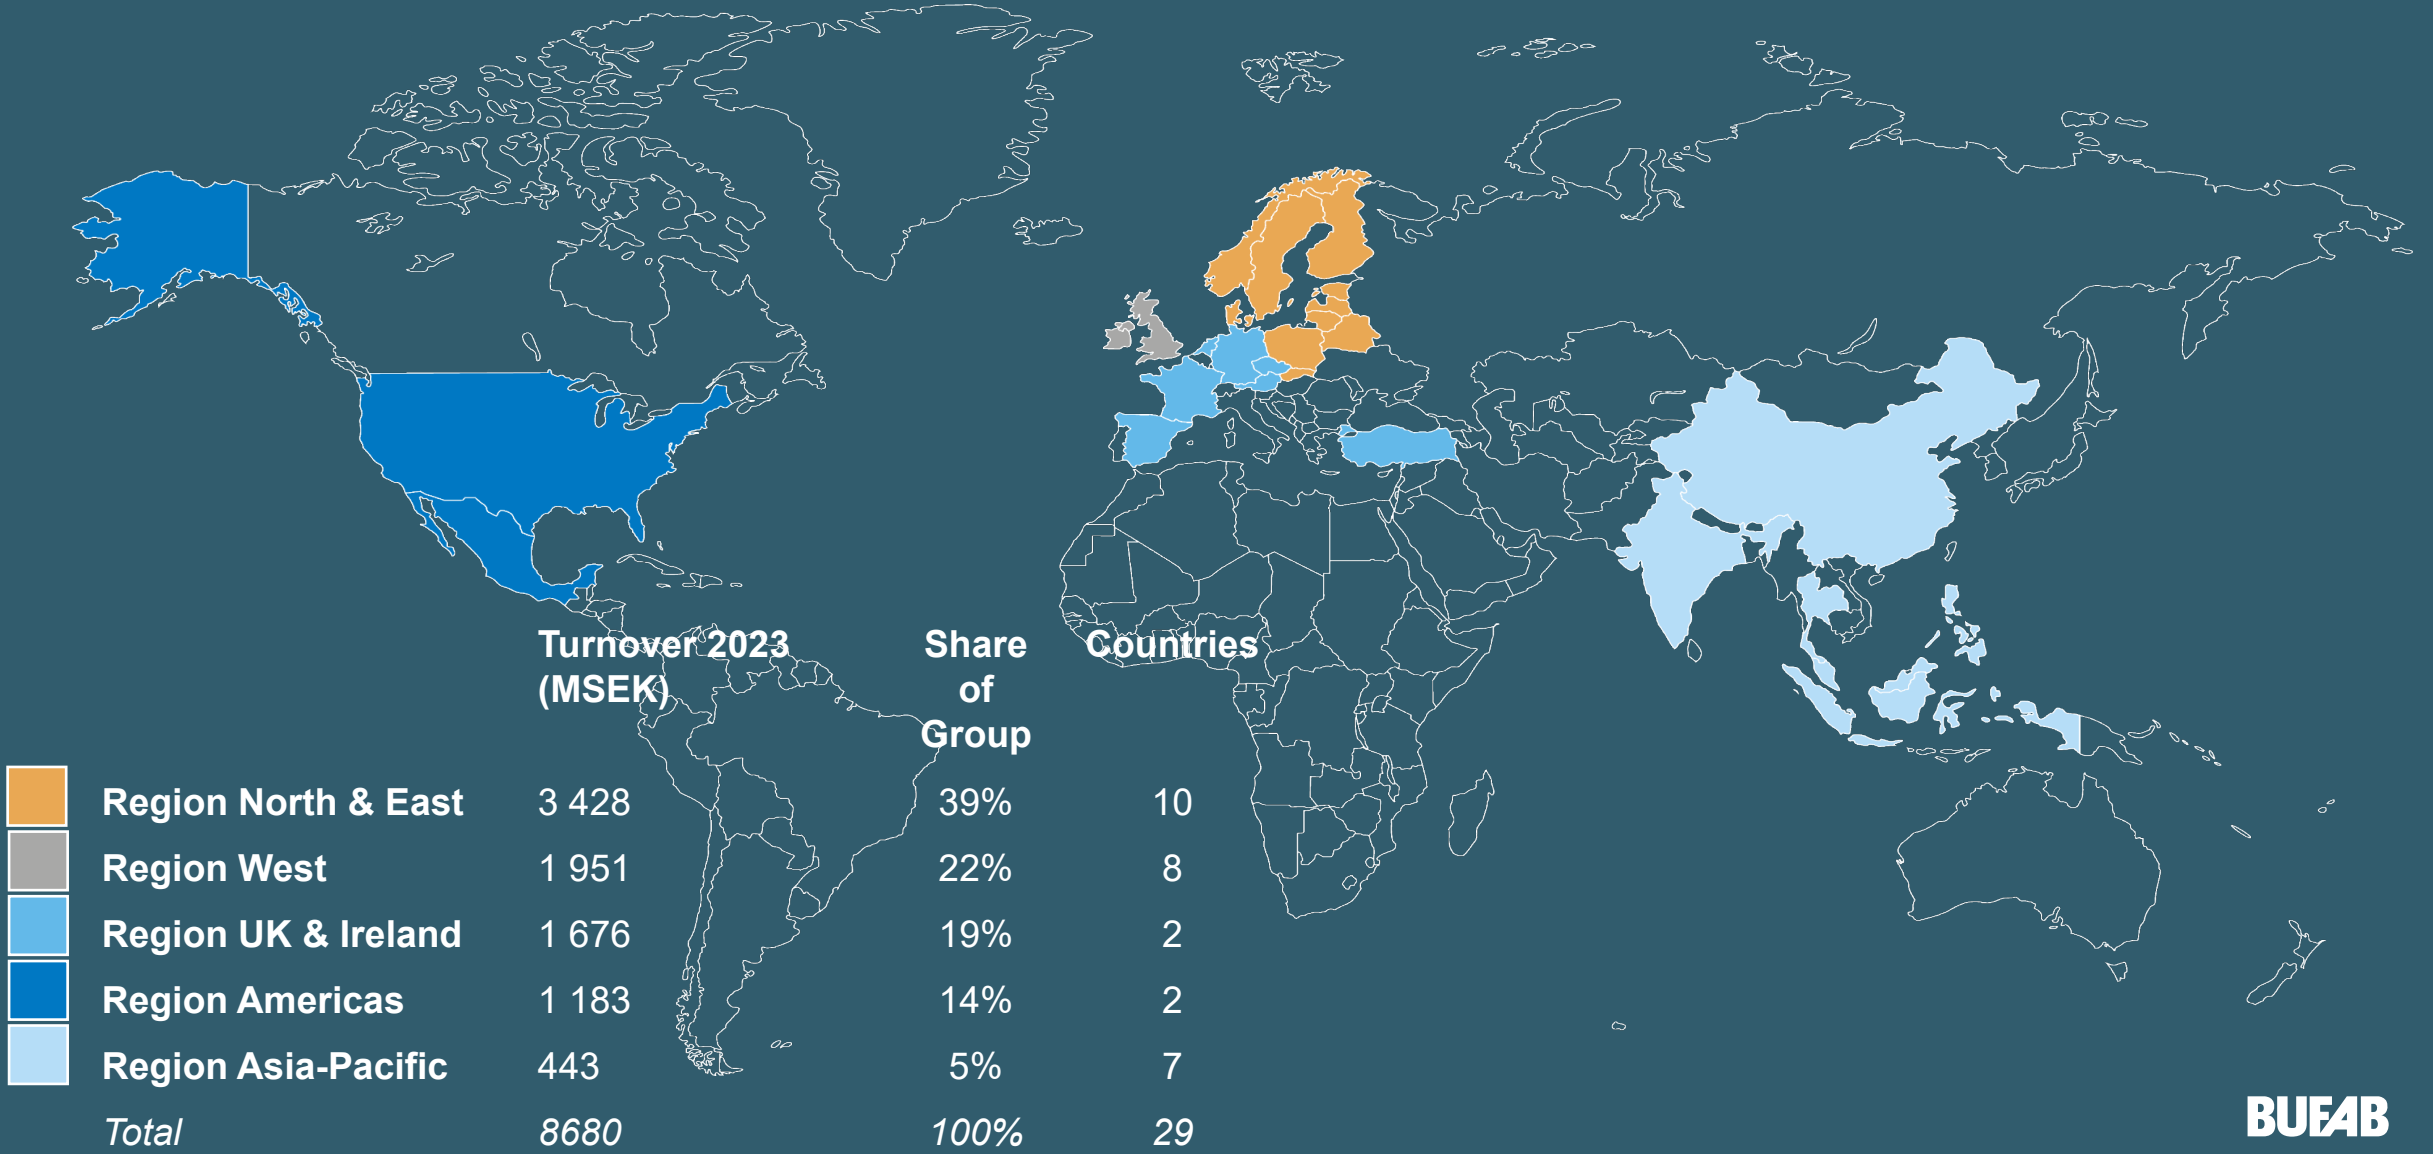 Turnover 2023 Share Countries
(MSEK) of
Group
Region North & East 3 428 39% 10
Region West 1 951 22% 8
Region UK & Ireland 1 676 19% 2
Region Americas 1 183 14% 2
Region Asia-Pacific 443 5% 7
Total 8680 100% 29
BUFAB